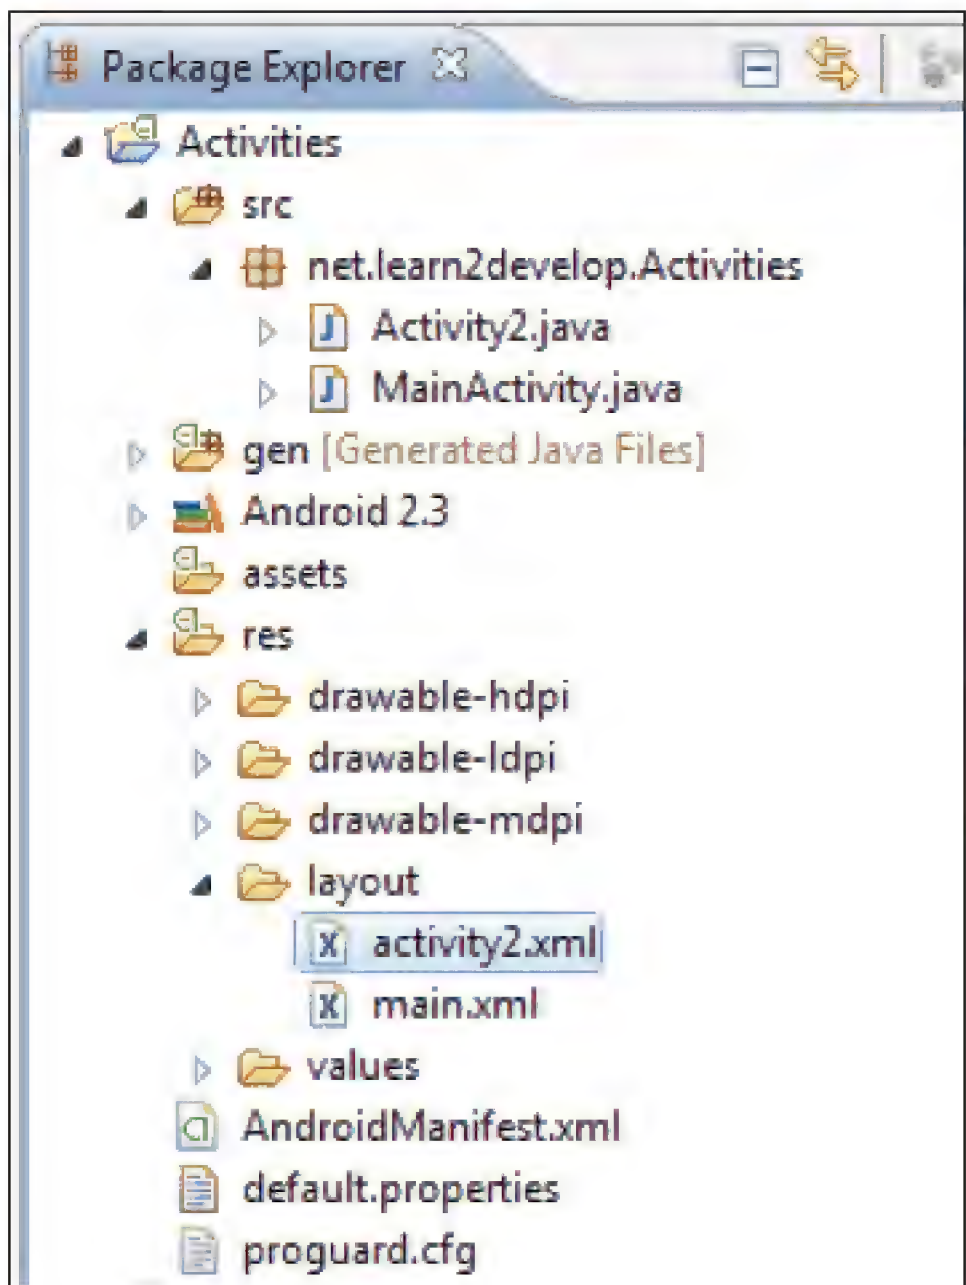 Package Explorer
Activities
src
net.learn2develop.Activities
Activity2.java
MainActivity.java
gen [Generated Java Files]
Android 2.3
assets
res
drawable-hdpi
drawable-ldpi
drawable-mdpi
layout
activity2.xml
main.xml
values
AndroidManifest.xml
default.properties
proguard.cfg